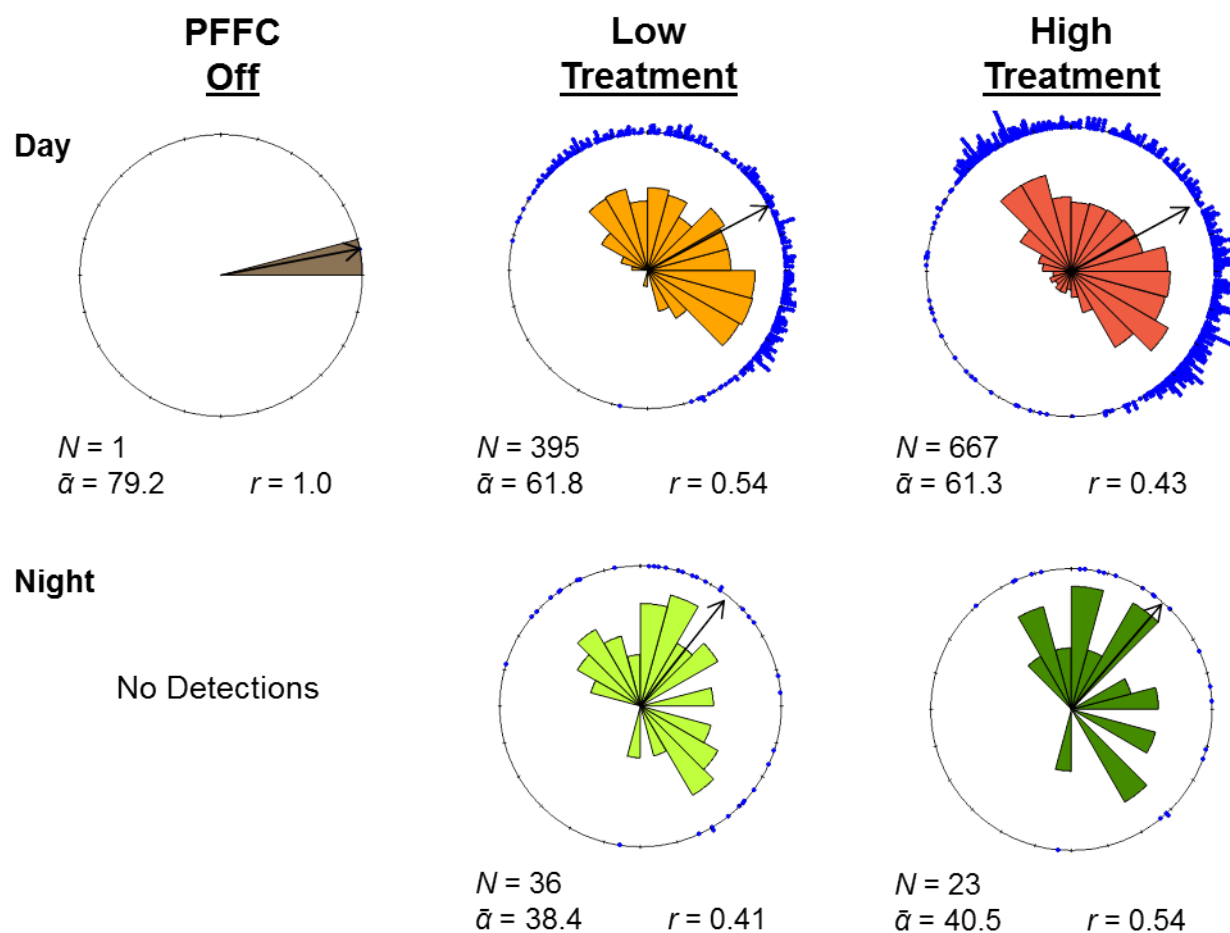 PFFC
Off
Low
Treatment
High
Treatment
Day
N = 1
ᾱ = 79.2 r = 1.0
N = 395
ᾱ = 61.8 r = 0.54
N = 667
ᾱ = 61.3 r = 0.43
Night
No Detections
N = 36
ᾱ = 38.4 r = 0.41
N = 23
ᾱ = 40.5 r = 0.54